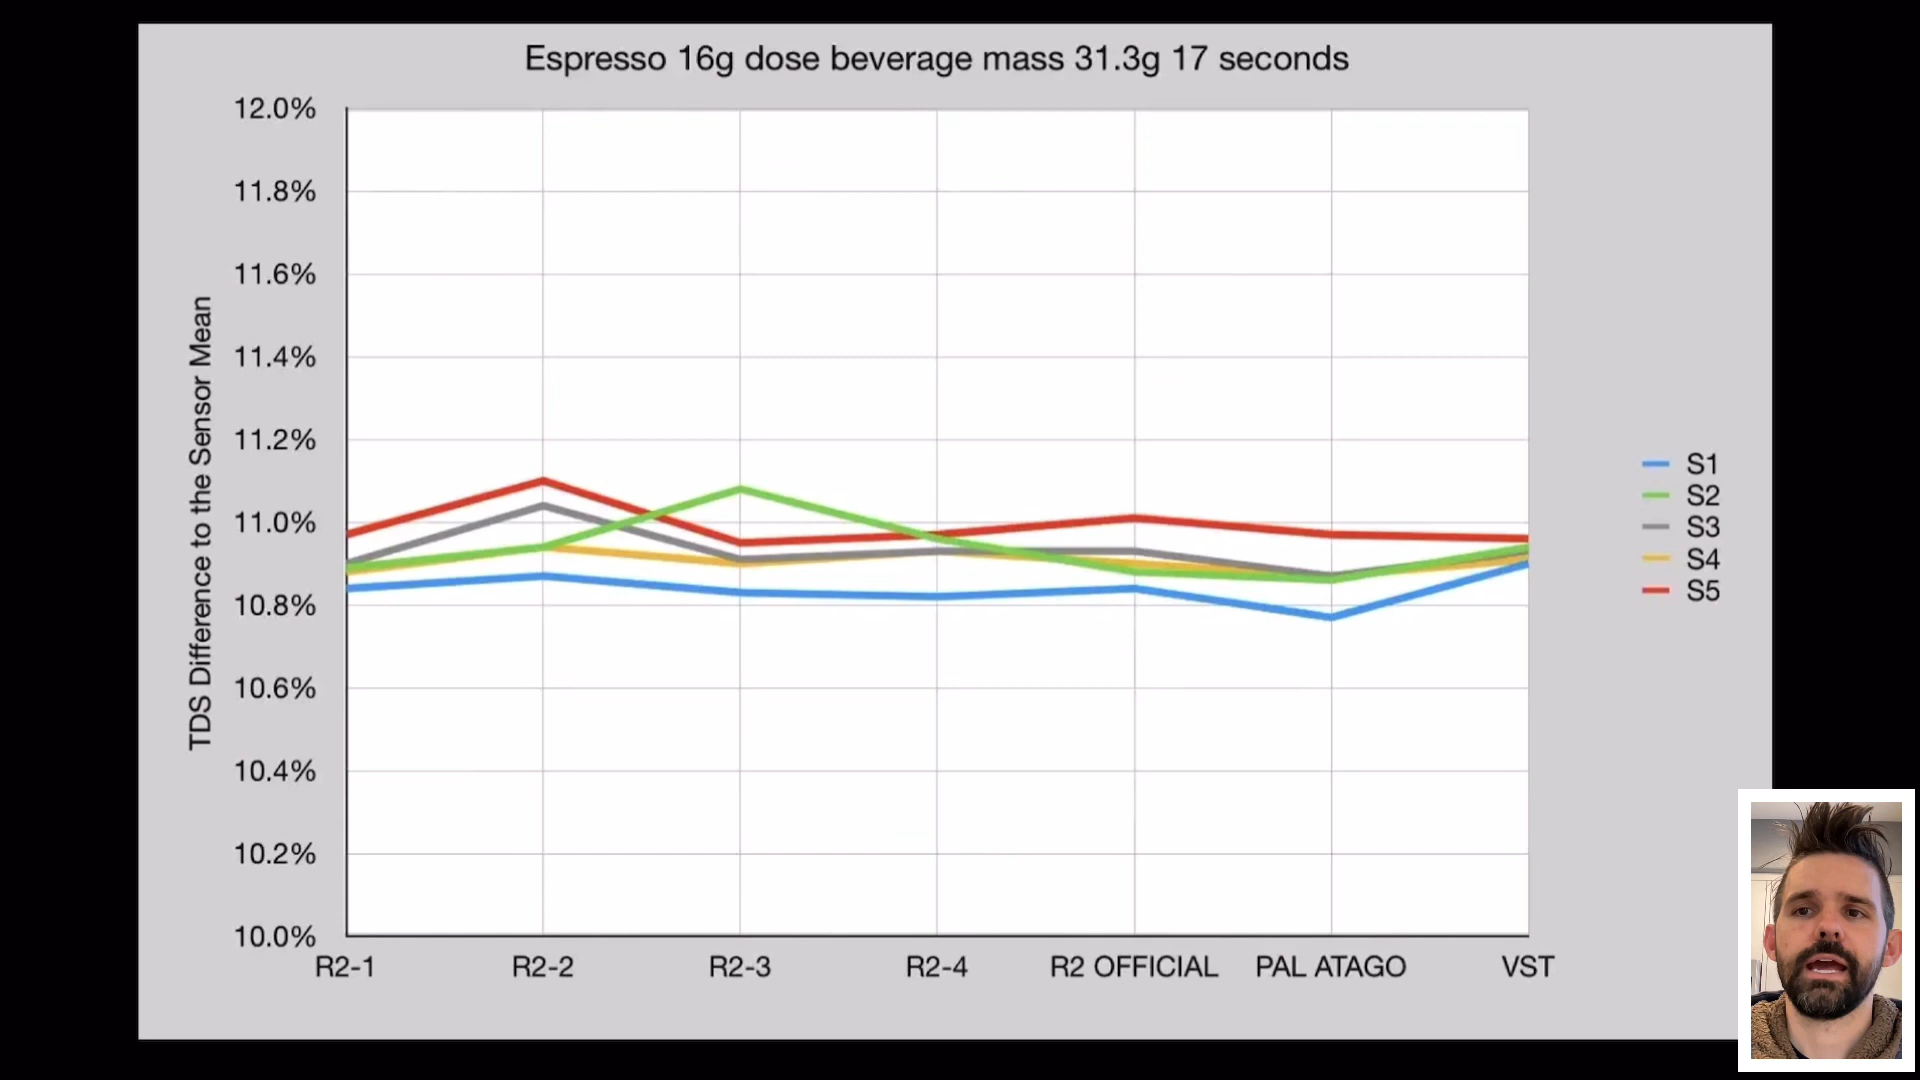 Espresso 16g dose beverage mass 31.3g 17 seconds
12.0%
11.8%
11.6%
11.4%
11.2%
11.0%
10.8%
10.6%
10.4%
10.2%
10.0%
TDS Difference to the Sensor Mean
R2-1 R2-2 R2-3 R2-4 R2 OFFICIAL PAL ATAGO VST
S1
S2
S3
S4
S5